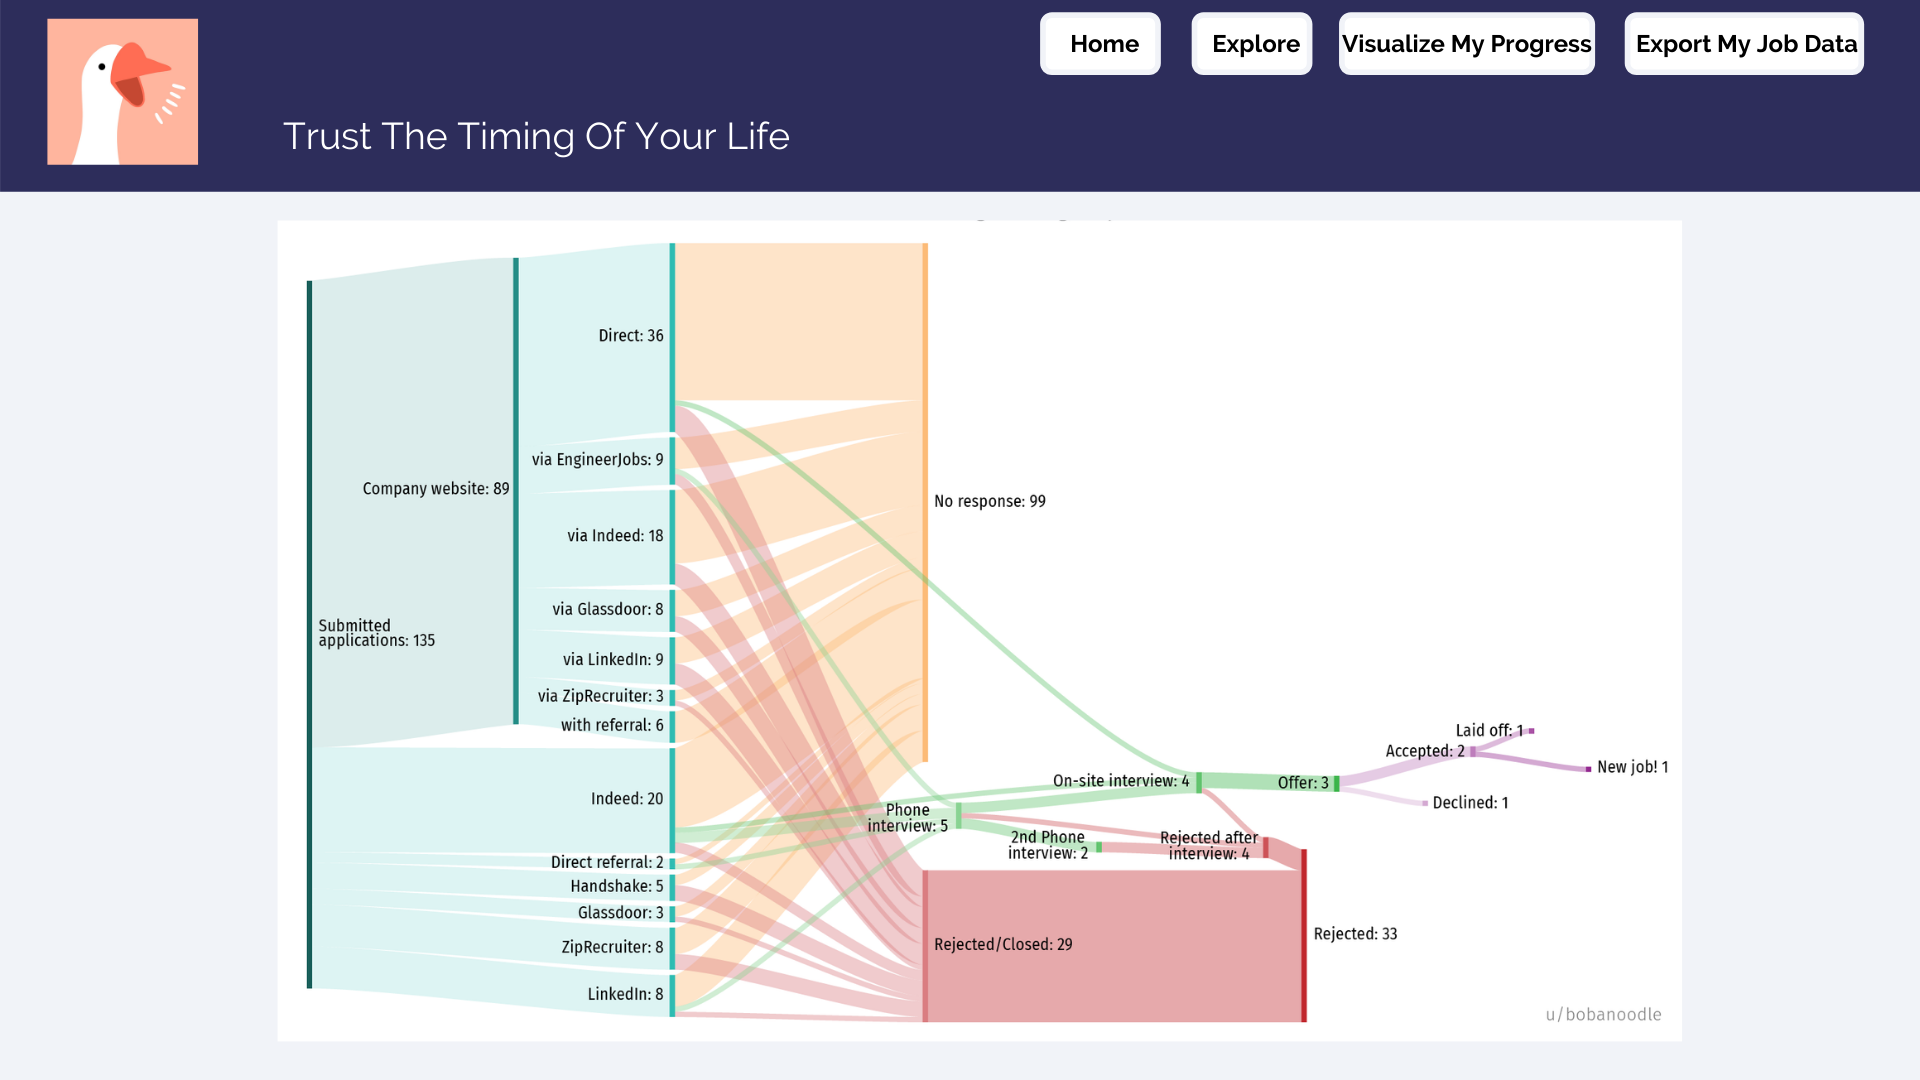 Home
Explore
Visualize My Progress
Export My Job Data
Trust The Timing Of Your Life
Direct: 36
via EngineerJobs: 9
Company website: 89
No response: 99
via Indeed: 18
via Glassdoor: 8
Submitted
applications: 135
via LinkedIn: 9
via ZipRecruiter: 3
with referral: 6
Laid off: 1
Accepted: 2
New job! 1
On-site interview: 4
Offer: 3
Indeed: 20
Declined: 1
Phone
interview: 5
2nd Phone
interview: 2
Rejected after
interview: 4
Direct referral: 2
Handshake: 5
Glassdoor: 3
Rejected: 33
Rejected/Closed: 29
ZipRecruiter: 8
LinkedIn: 8
u/bobanoodle